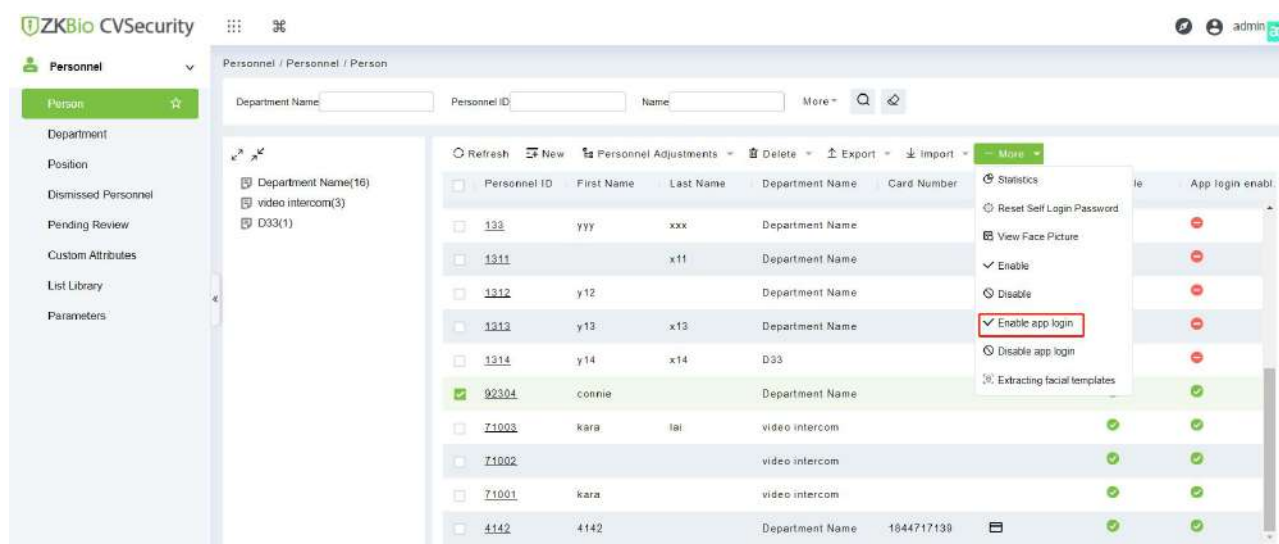 ZKBio CVSecurity
admin
Personnel
Person
Department
Position
Dismissed Personnel
Pending Review
Custom Attributes
List Library
Parameters
Personnel / Personnel / Person
Department Name Personnel ID Name More
Refresh New Personnel Adjustments Delete Export Import More
Department Name(16)
video intercom(3)
D33(1)
Personnel ID First Name Last Name Department Name Card Number le App login enabl.
133 yyy xxx Department Name
1311 x11 Department Name
1312 y12 Department Name
1313 y13 x13 Department Name
1314 y14 x14 D33
92304 connie Department Name
71003 kara lai video intercom
71002 video intercom
71001 kara video intercom
4142 4142 Department Name 1844717139
Statistics
Reset Self Login Password
View Face Picture
Enable
Disable
Enable app login
Disable app login
Extracting facial templates